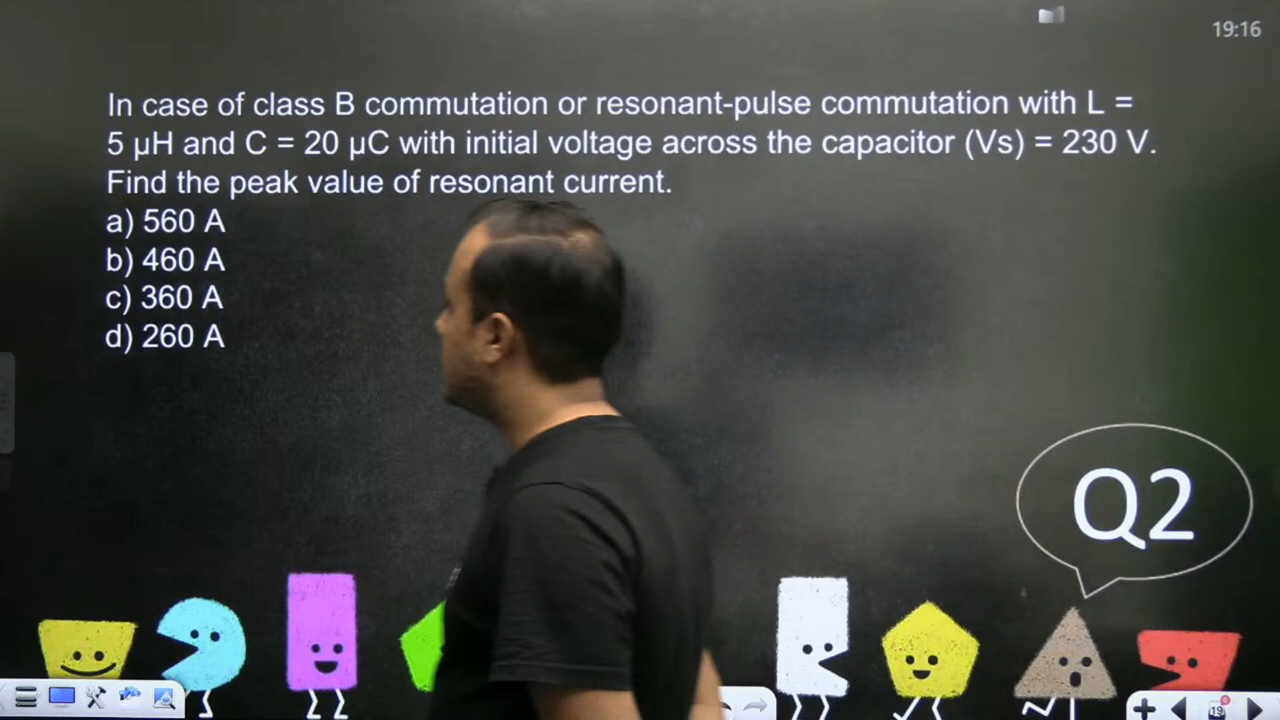 19:16
In case of class B commutation or resonant-pulse commutation with L =
5 µH and C = 20 µC with initial voltage across the capacitor (Vs) = 230 V.
Find the peak value of resonant current.
a) 560 A
b) 460 A
c) 360 A
d) 260 A
Q2
19